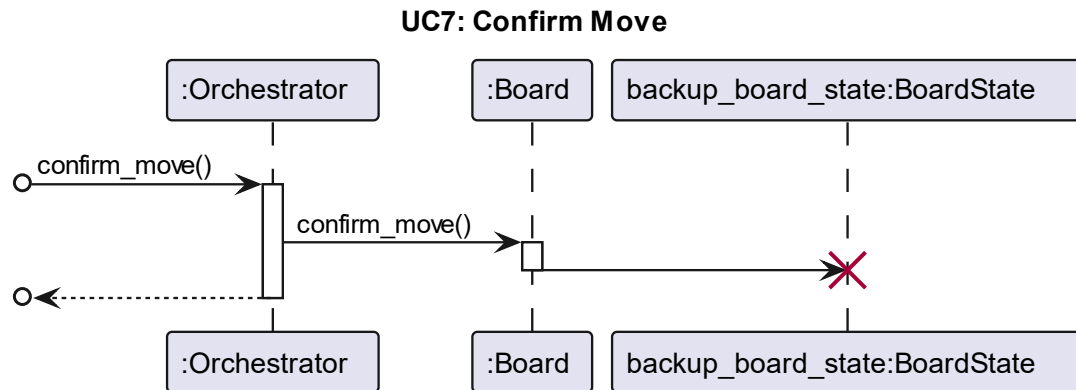 UC7: Confirm Move
:Orchestrator
:Board
backup_board_state:BoardState
confirm_move()
confirm_move()
:Orchestrator
:Board
backup_board_state:BoardState